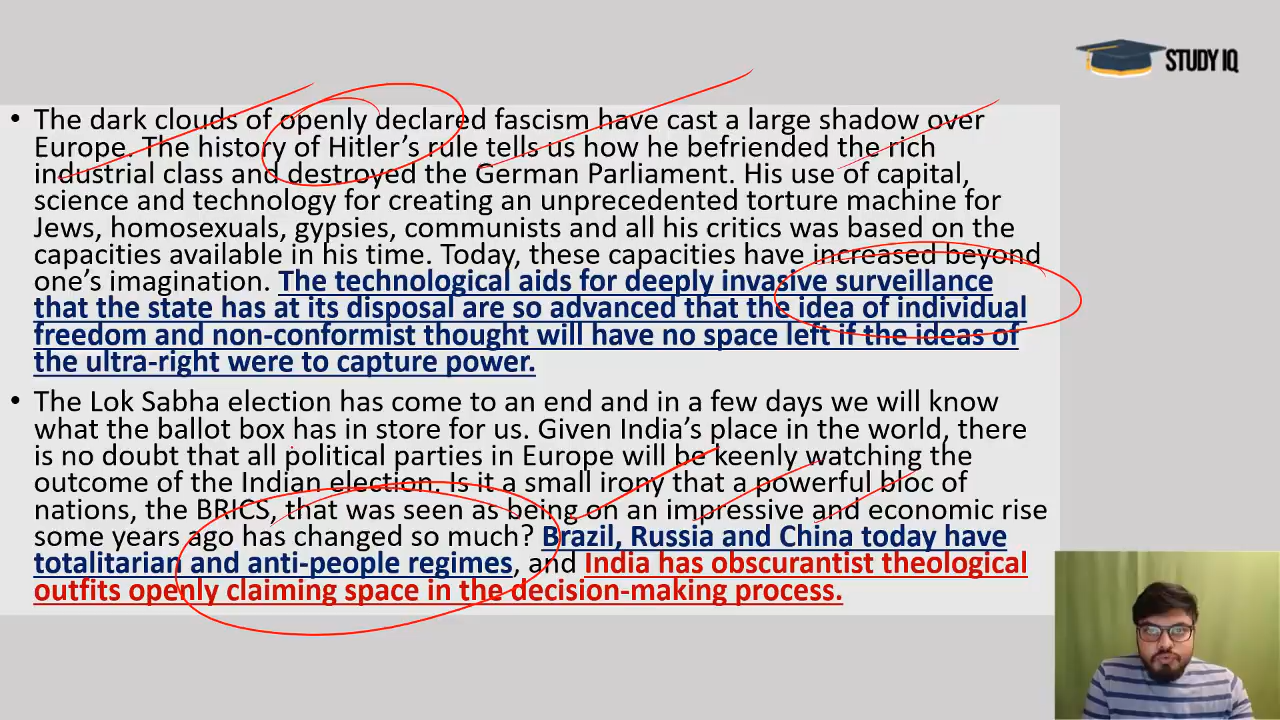 STUDY IQ
• The dark clouds of openly declared fascism have cast a large shadow over
Europe. The history of Hitler’s rule tells us how he befriended the rich
industrial class and destroyed the German Parliament. His use of capital,
science and technology for creating an unprecedented torture machine for
Jews, homosexuals, gypsies, communists and all his critics was based on the
capacities available in his time. Today, these capacities have increased beyond
one’s imagination. The technological aids for deeply invasive surveillance
that the state has at its disposal are so advanced that the idea of individual
freedom and non-conformist thought will have no space left if the ideas of
the ultra-right were to capture power.
• The Lok Sabha election has come to an end and in a few days we will know
what the ballot box has in store for us. Given India’s place in the world, there
is no doubt that all political parties in Europe will be keenly watching the
outcome of the Indian election. Is it a small irony that a powerful bloc of
nations, the BRICS, that was seen as being on an impressive and economic rise
some years ago has changed so much? Brazil, Russia and China today have
totalitarian and anti-people regimes, and India has obscurantist theological
outfits openly claiming space in the decision-making process.